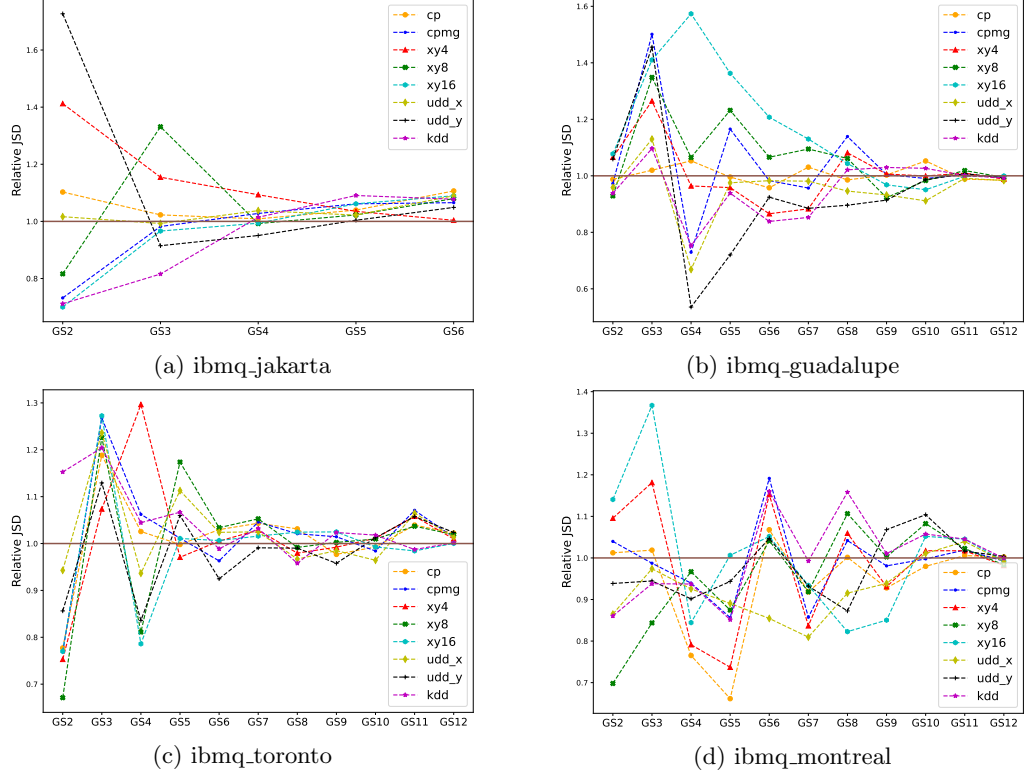 1.6
1.4
1.2
1.0
0.8
Relative JSD
GS2 GS3 GS4 GS5 GS6
cp
cpmg
xy4
xy8
xy16
udd_x
udd_y
kdd
(a) ibmq_jakarta
1.6
1.4
1.2
1.0
0.8
0.6
Relative JSD
GS2 GS3 GS4 GS5 GS6 GS7 GS8 GS9 GS10 GS11 GS12
cp
cpmg
xy4
xy8
xy16
udd_x
udd_y
kdd
(b) ibmq_guadalupe
1.3
1.2
1.1
1.0
0.9
0.8
0.7
Relative JSD
GS2 GS3 GS4 GS5 GS6 GS7 GS8 GS9 GS10 GS11 GS12
cp
cpmg
xy4
xy8
xy16
udd_x
udd_y
kdd
(c) ibmq_toronto
1.4
1.3
1.2
1.1
1.0
0.9
0.8
0.7
Relative JSD
GS2 GS3 GS4 GS5 GS6 GS7 GS8 GS9 GS10 GS11 GS12
cp
cpmg
xy4
xy8
xy16
udd_x
udd_y
kdd
(d) ibmq_montreal